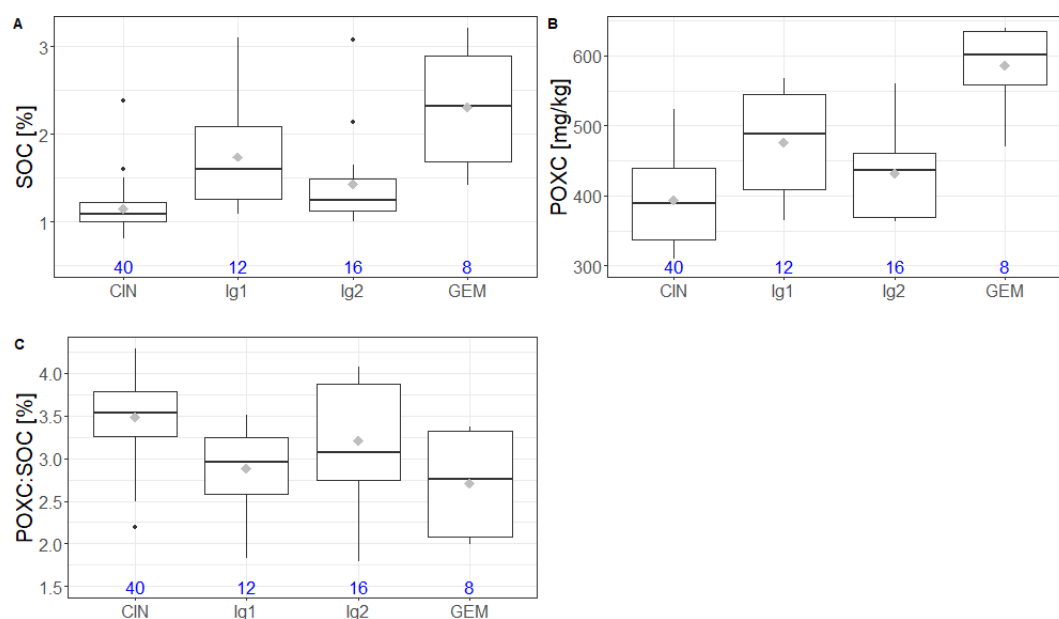 A
SOC [%]
3
2
1
40 12 16 8
CIN Ig1 Ig2 GEM
B
POXC [mg/kg]
600
500
400
300
40 12 16 8
CIN Ig1 Ig2 GEM
C
POXC:SOC [%]
4.0
3.5
3.0
2.5
2.0
1.5
40 12 16 8
CIN Ig1 Ig2 GEM